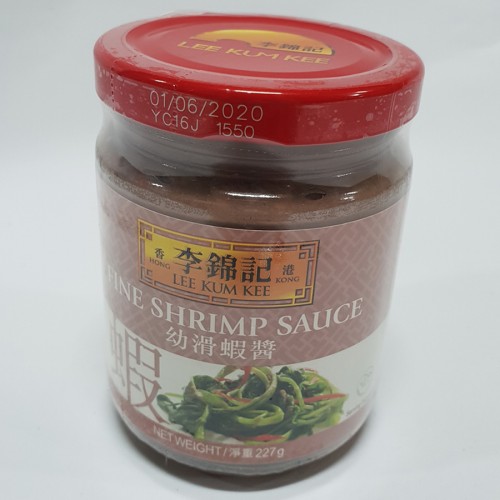 李錦記
LEE KUM KEE
01/06/2020
YC16J 1550
香 李錦記 港
HONG KONG
LEE KUM KEE
FINE SHRIMP SAUCE
幼滑蝦醬
蝦
NET WEIGHT/淨重 227g